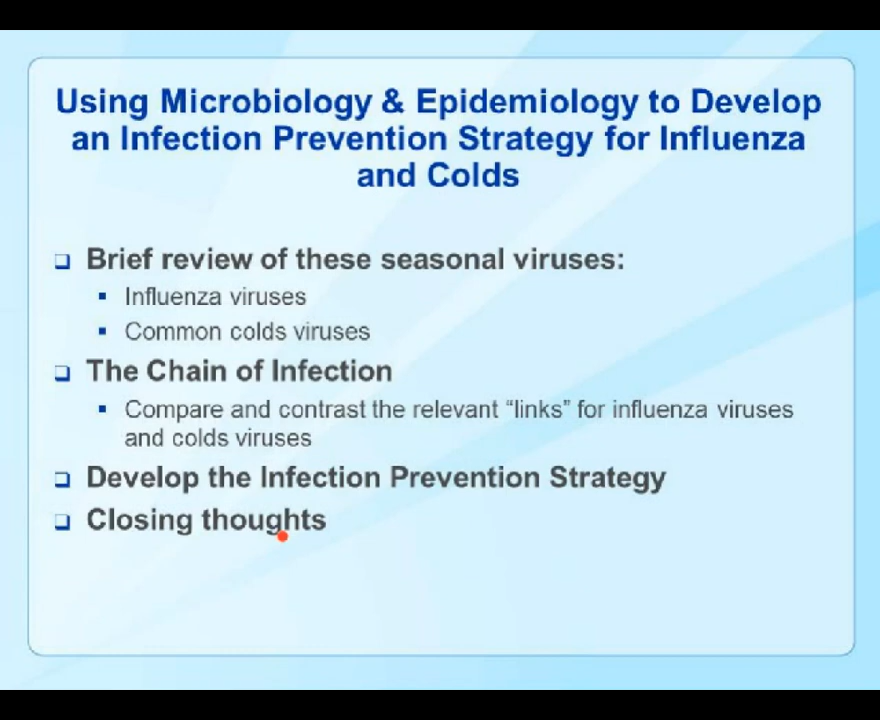 Using Microbiology & Epidemiology to Develop
an Infection Prevention Strategy for Influenza
and Colds
Brief review of these seasonal viruses:
Influenza viruses
Common colds viruses
The Chain of Infection
Compare and contrast the relevant “links” for influenza viruses
and colds viruses
Develop the Infection Prevention Strategy
Closing thoughts